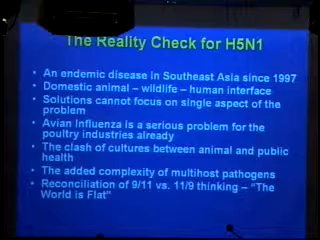 The Reality Check for H5N1
• An endemic disease in Southeast Asia since 1997
• Domestic animal – wildlife – human interface
• Solutions cannot focus on single aspect of the
problem
• Avian Influenza is a serious problem for the
poultry industries already
• The clash of cultures between animal and public
health
• The added complexity of multihost pathogens
• Reconciliation of 9/11 vs. 11/9 thinking – "The
World is Flat"